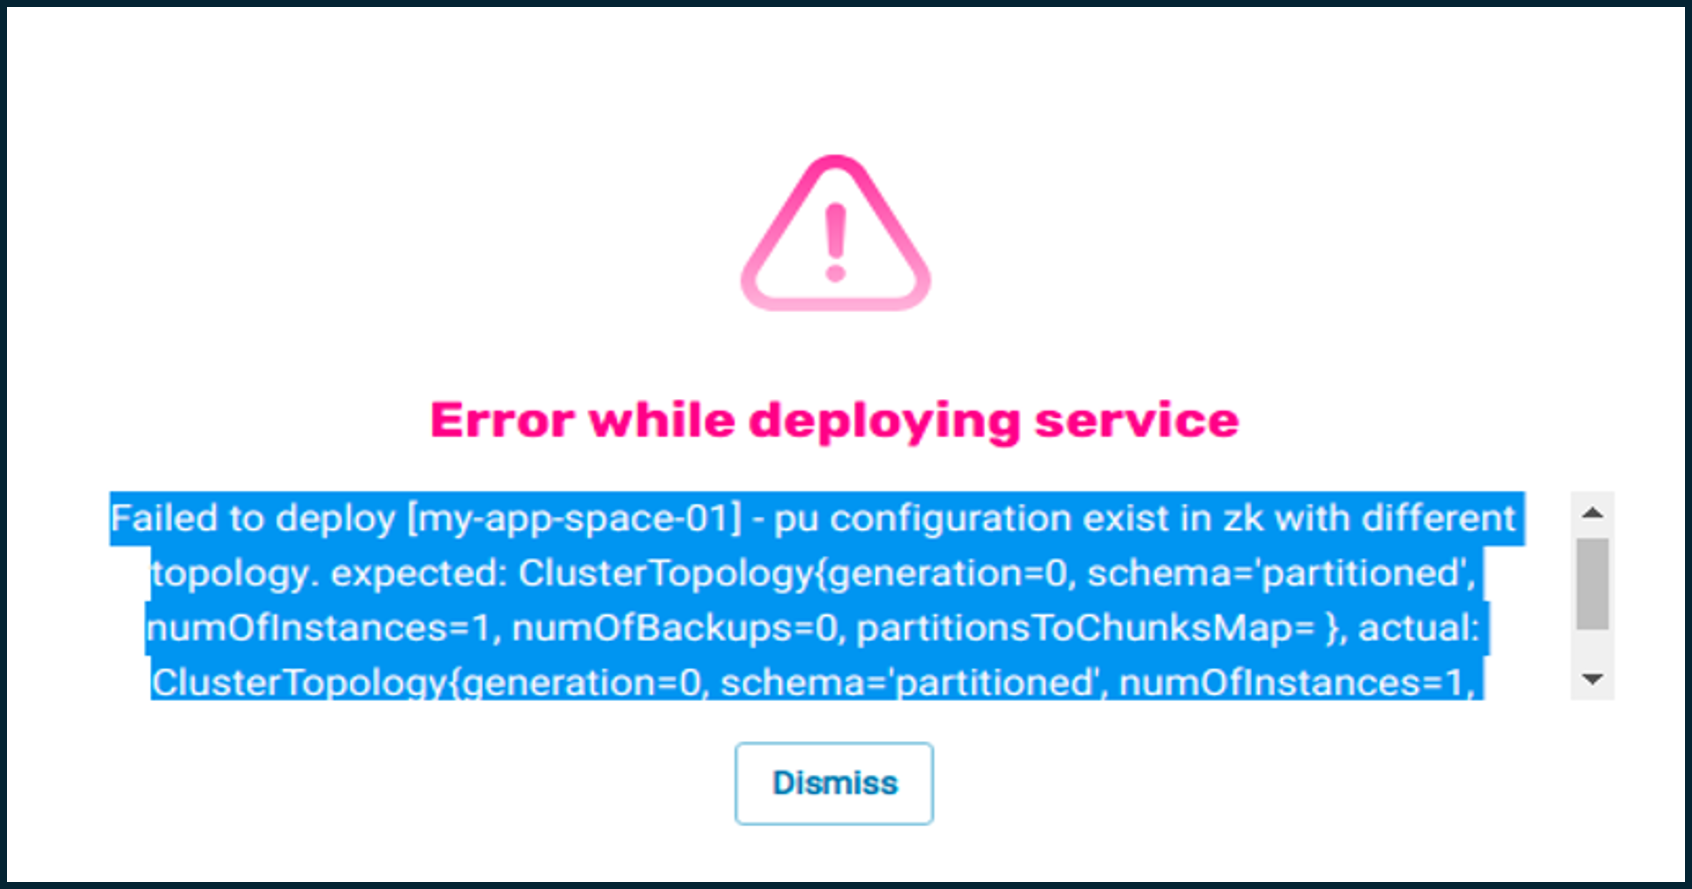 Error while deploying service
Failed to deploy [my-app-space-01] - pu configuration exist in zk with different
topology. expected: ClusterTopology{generation=0, schema='partitioned',
numOfInstances=1, numOfBackups=0, partitionsToChunksMap= }, actual:
ClusterTopology{generation=0, schema='partitioned', numOfInstances=1,
Dismiss